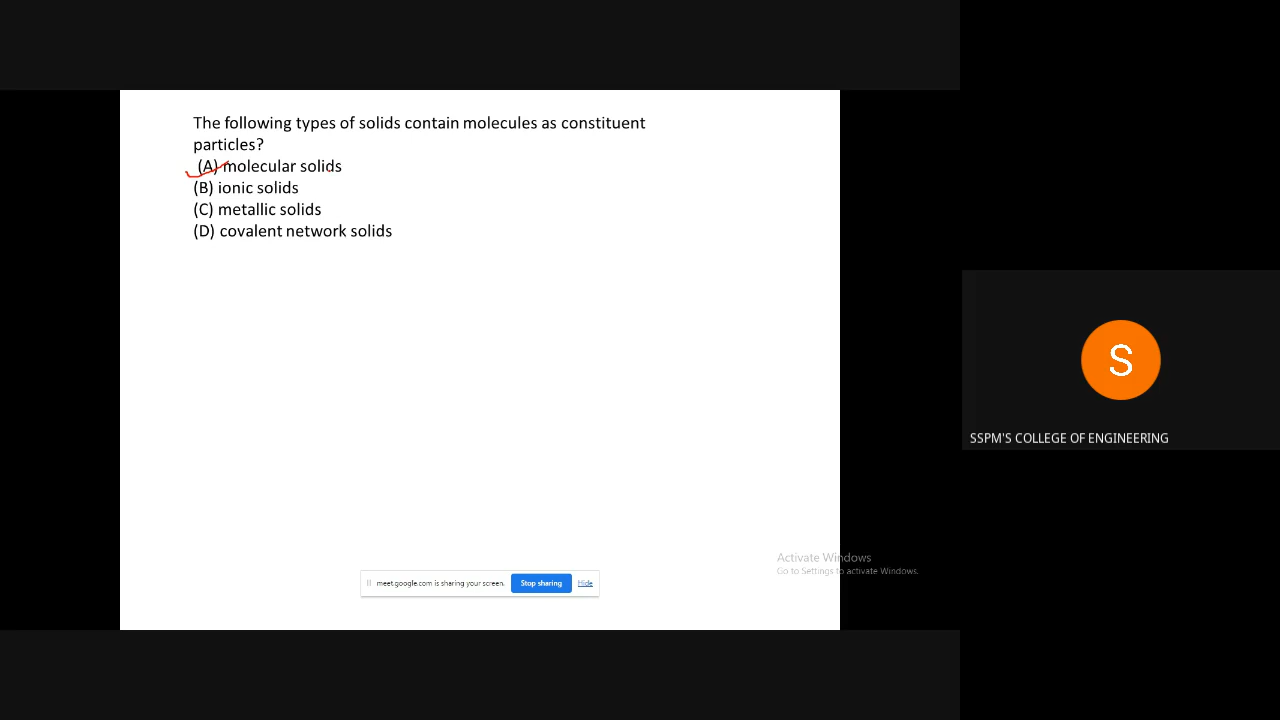 The following types of solids contain molecules as constituent
particles?
(A) molecular solids
(B) ionic solids
(C) metallic solids
(D) covalent network solids
S
SSPM'S COLLEGE OF ENGINEERING
Activate Windows
Go to Settings to activate Windows.
meet.google.com is sharing your screen. Stop sharing Hide